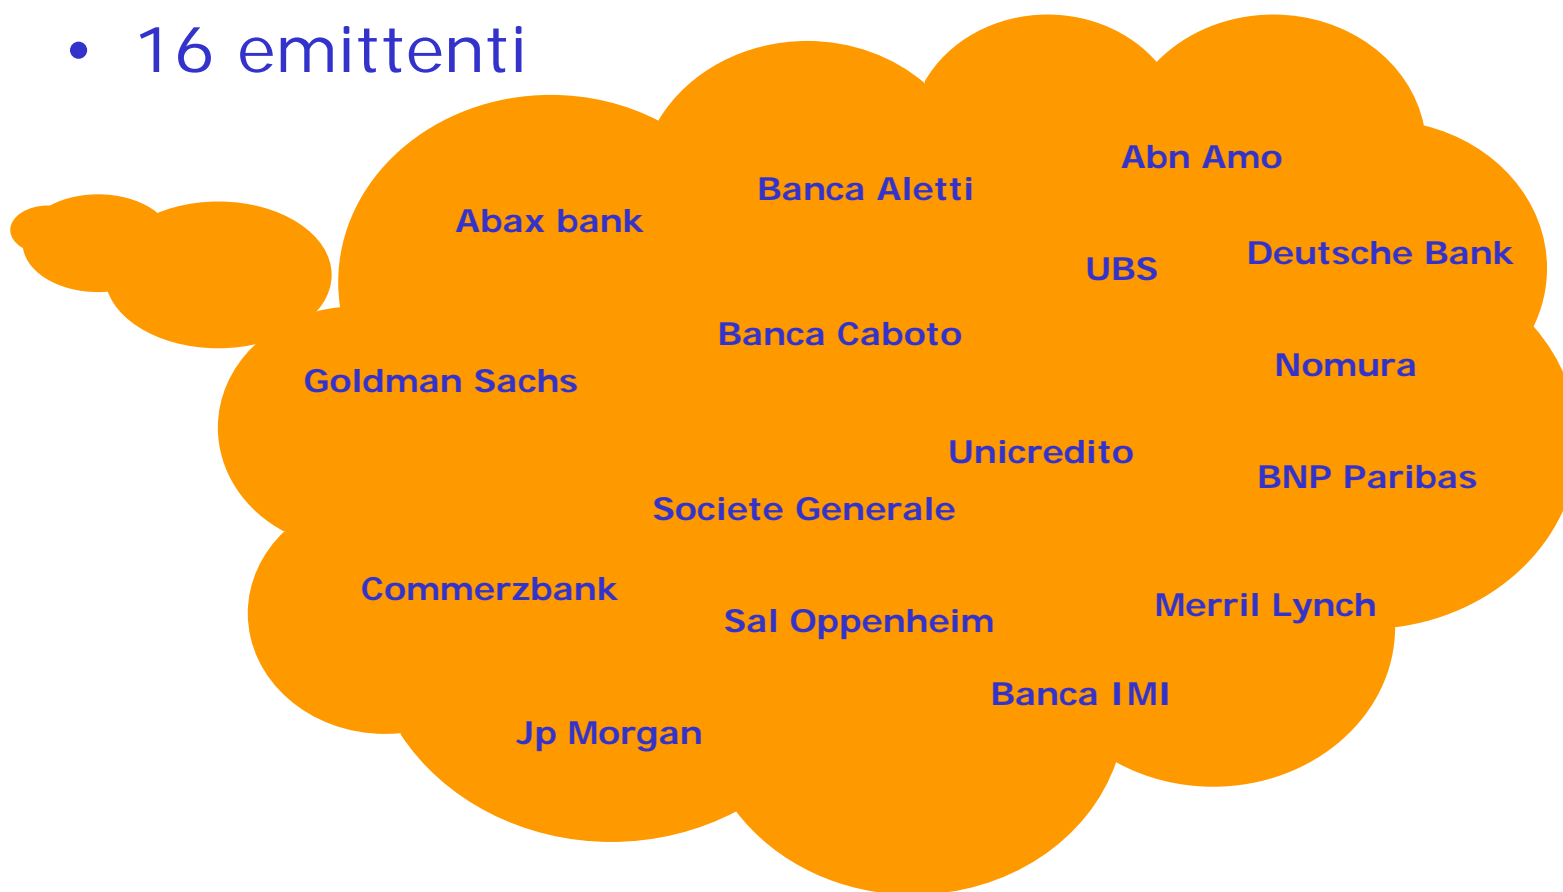 • 16 emittenti
Abn Amo
Banca Aletti
Abax bank
Deutsche Bank
UBS
Banca Caboto
Nomura
Goldman Sachs
Unicredito
BNP Paribas
Societe Generale
Commerzbank
Merril Lynch
Sal Oppenheim
Banca IMI
Jp Morgan